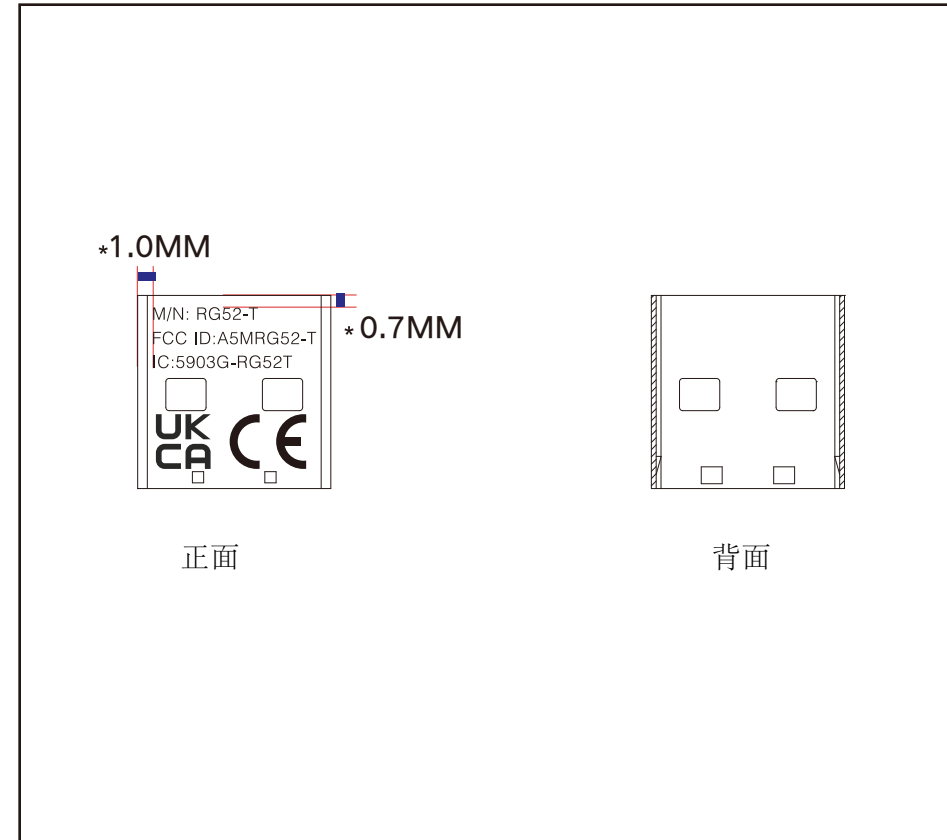 *1.0MM
M/N: RG52-T
FCC ID:A5MRG52-T
IC:5903G-RG52T
* 0.7MM
UK
CA CE
正面
背面